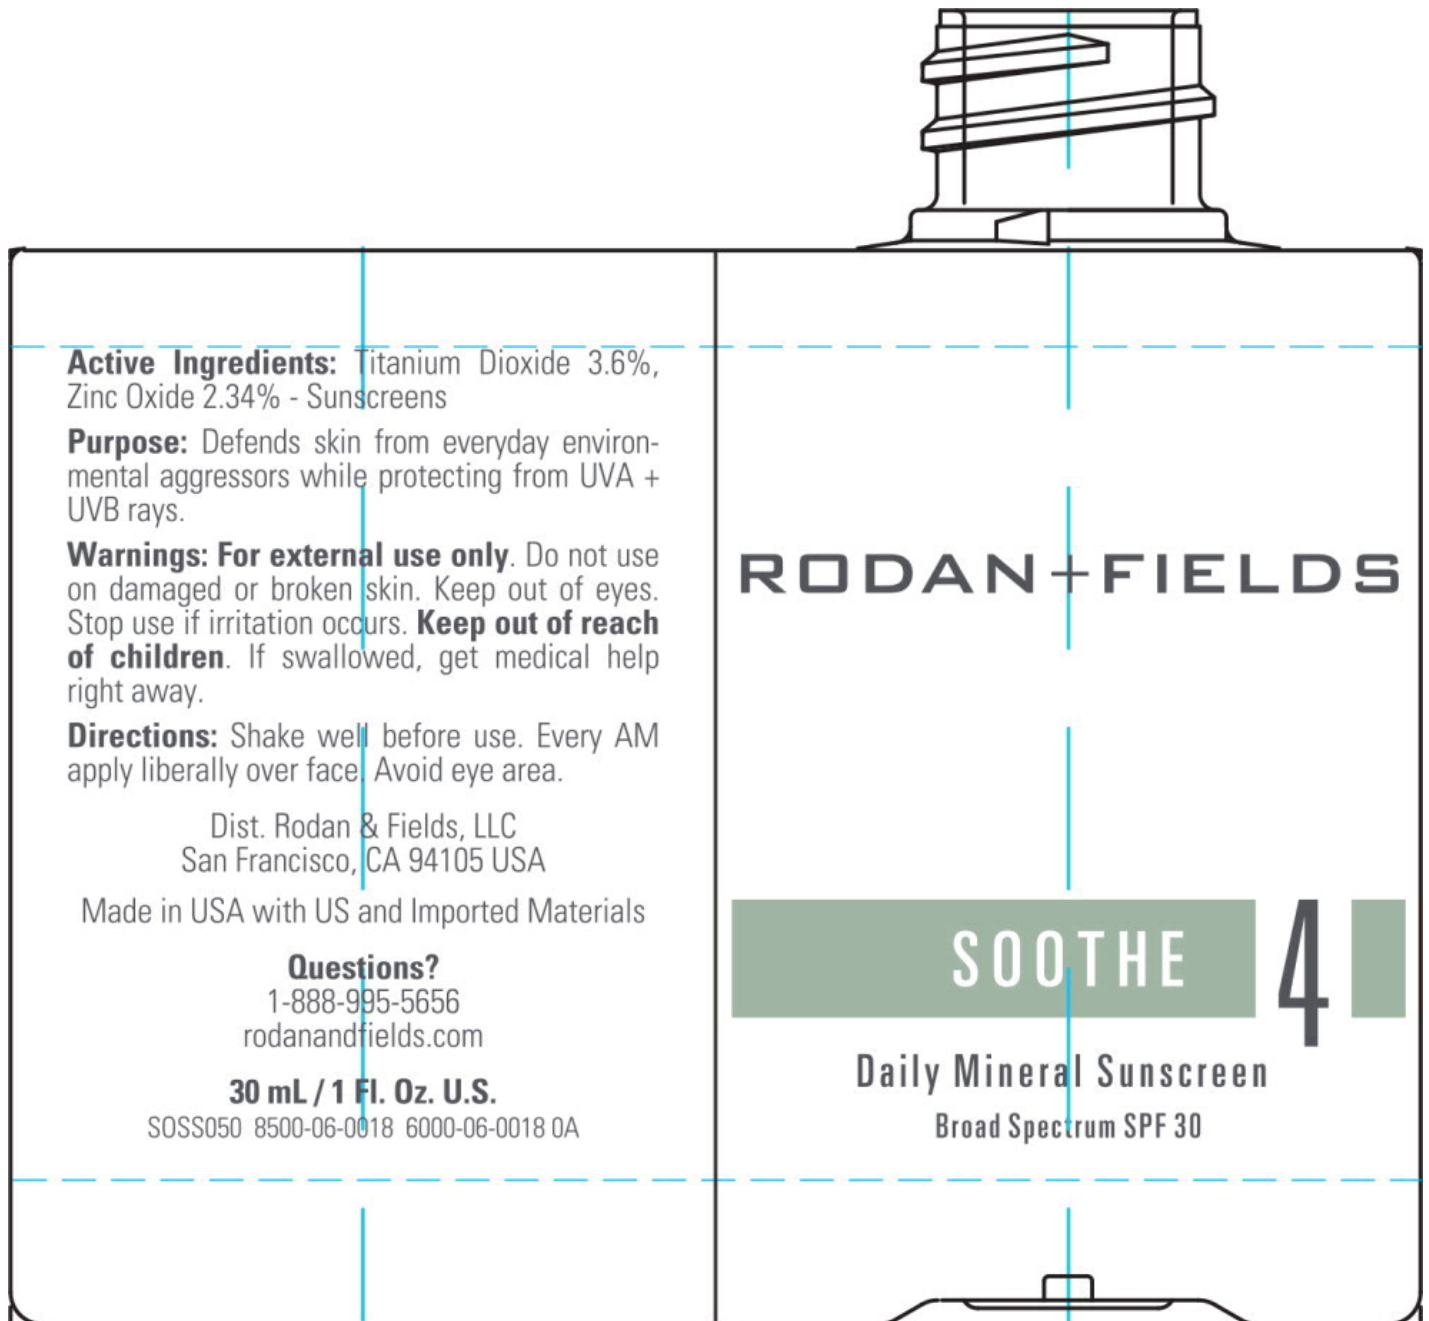 Active Ingredients: Titanium Dioxide 3.6%,
Zinc Oxide 2.34% - Sunscreens
Purpose: Defends skin from everyday environ-
mental aggressors while protecting from UVA +
UVB rays.
Warnings: For external use only. Do not use
on damaged or broken skin. Keep out of eyes.
Stop use if irritation occurs. Keep out of reach
of children. If swallowed, get medical help
right away.
Directions: Shake well before use. Every AM
apply liberally over face. Avoid eye area.
Dist. Rodan & Fields, LLC
San Francisco, CA 94105 USA
Made in USA with US and Imported Materials
Questions?
1-888-995-5656
rodanandfields.com
30 mL / 1 Fl. Oz. U.S.
SOSS050 8500-06-0018 6000-06-0018 0A
RODAN+FIELDS
SOOTHE 4
Daily Mineral Sunscreen
Broad Spectrum SPF 30